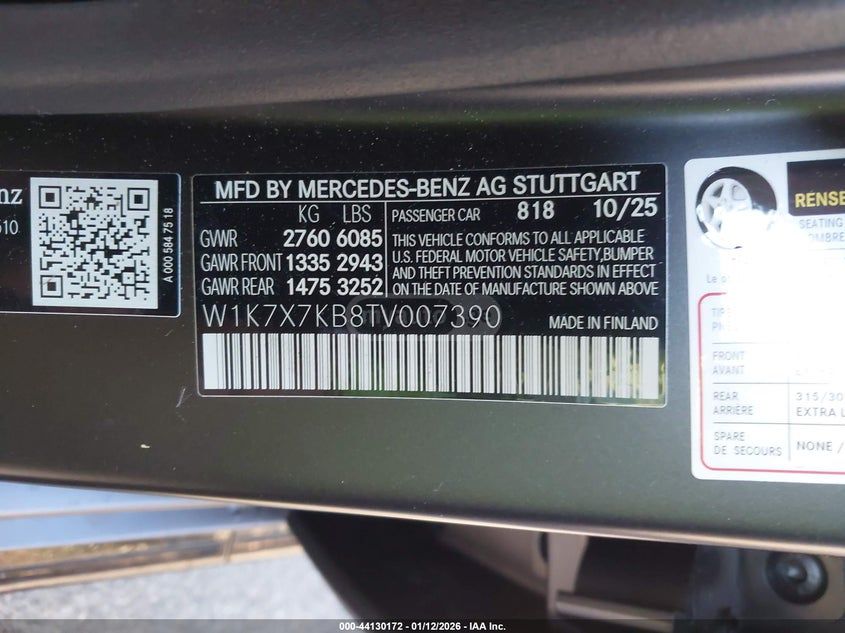 nz
510
A 000 584 75 18
MFD BY MERCEDES-BENZ AG STUTTGART
KG LBS
GVWR 2760 6085
GAWR FRONT 1335 2943
GAWR REAR 1475 3252
PASSENGER CAR 818 10/25
THIS VEHICLE CONFORMS TO ALL APPLICABLE
U.S. FEDERAL MOTOR VEHICLE SAFETY,BUMPER
AND THEFT PREVENTION STANDARDS IN EFFECT
ON THE DATE OF MANUFACTURE SHOWN ABOVE
W1K7X7KB8TV007390 MADE IN FINLAND
RENSE
SEATING
OMBRE
Le
FRONT
AVANT
REAR 315/30
ARRIÈRE EXTRA L
SPARE
DE SECOURS NONE /
000-44130172 — 01/12/2026 — IAA Inc.